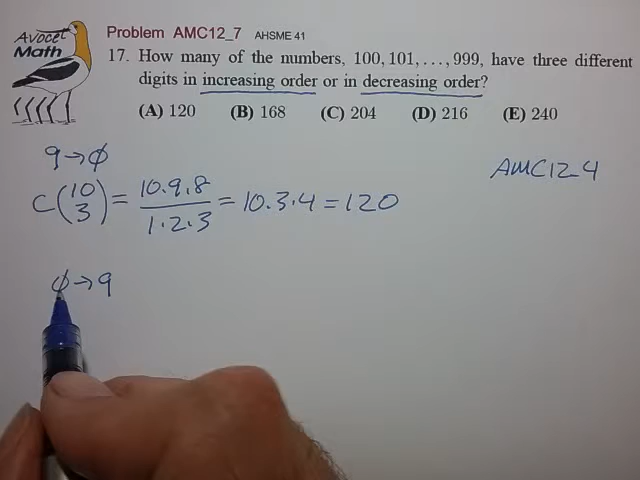 Avocet
Math
Problem AMC12_7 AHSME 41
17. How many of the numbers, 100, 101, . . . , 999, have three different
digits in increasing order or in decreasing order?
(A) 120 (B) 168 (C) 204 (D) 216 (E) 240
9→0
AMC12_4
C(10 3) = 10.9.8 / 1.2.3 = 10.3.4 = 120
0→9